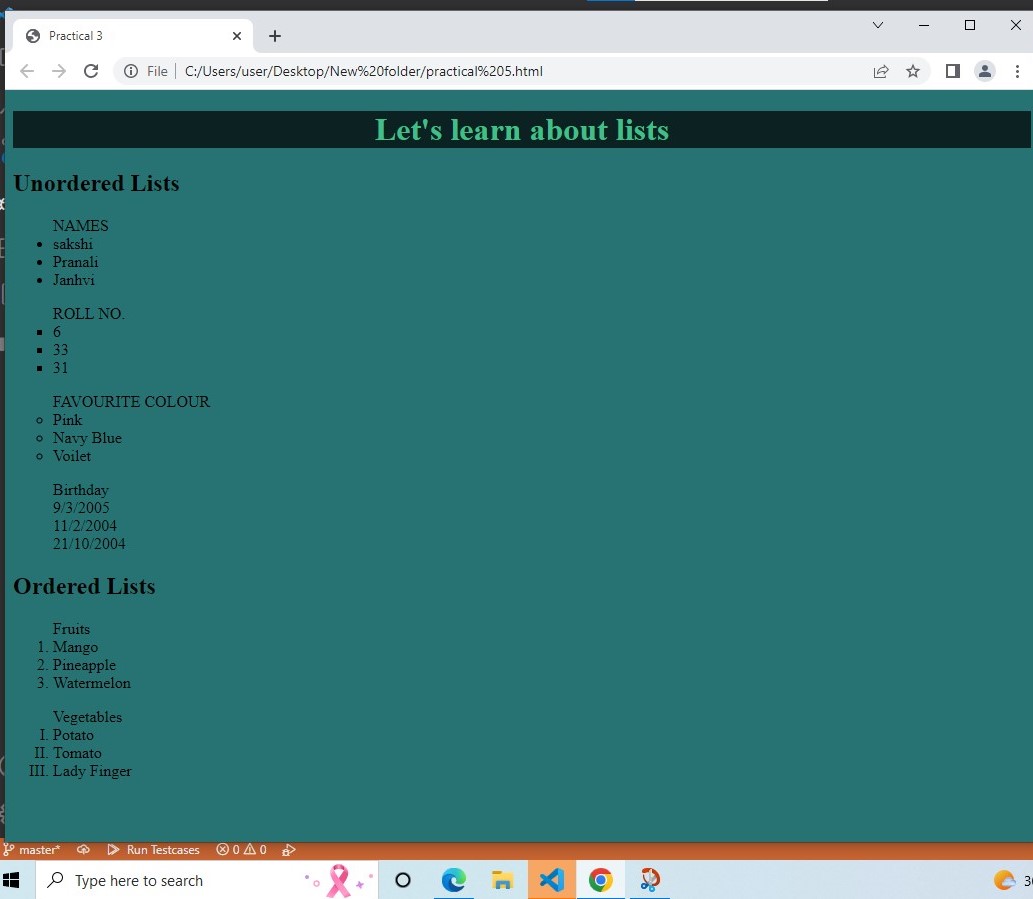 Practical 3
File
C:/Users/user/Desktop/New%20folder/practical%205.html
Let's learn about lists
Unordered Lists
NAMES
sakshi
Pranali
Janhvi
ROLL NO.
6
33
31
FAVOURITE COLOUR
Pink
Navy Blue
Voilet
Birthday
9/3/2005
11/2/2004
21/10/2004
Ordered Lists
Fruits
1. Mango
2. Pineapple
3. Watermelon
Vegetables
I. Potato
II. Tomato
III. Lady Finger
master* Run Testcases 0 0
Type here to search